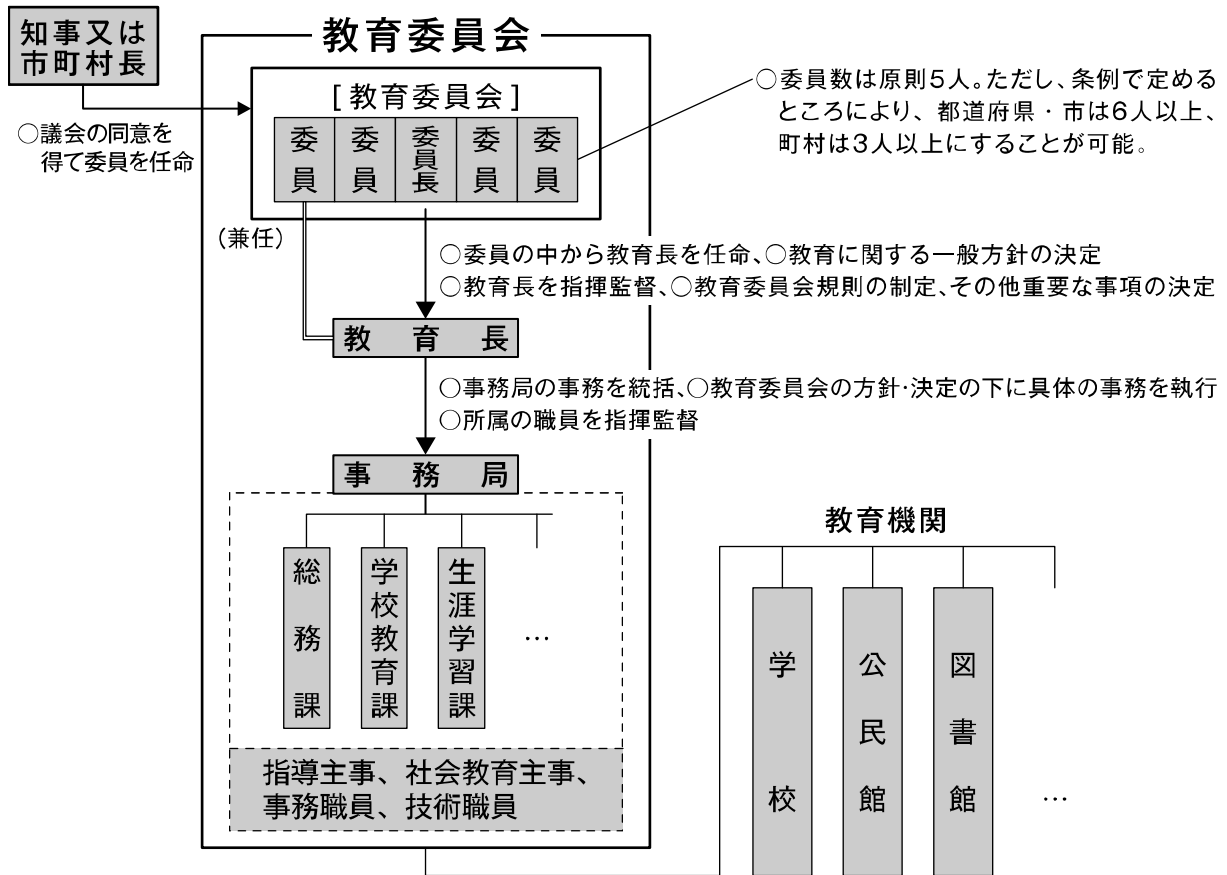 知事又は
市町村長
○議会の同意を
得て委員を任命
教育委員会
[教育委員会]
委員
委員
委員長
委員
委員
○委員数は原則5人。ただし、条例で定める
ところにより、都道府県・市は6人以上、
町村は3人以上にすることが可能。
(兼任)
○委員の中から教育長を任命、○教育に関する一般方針の決定
○教育長を指揮監督、○教育委員会規則の制定、その他重要な事項の決定
教育長
○事務局の事務を統括、○教育委員会の方針・決定の下に具体の事務を執行
○所属の職員を指揮監督
事務局
総務課
学校教育課
生涯学習課
…
指導主事、社会教育主事、
事務職員、技術職員
教育機関
学校
公民館
図書館
…